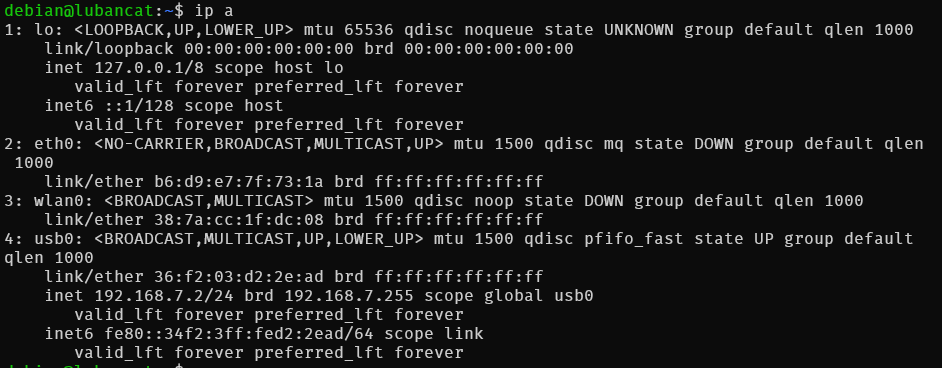 debian@lubancat:~$ ip a
1: lo: <LOOPBACK,UP,LOWER_UP> mtu 65536 qdisc noqueue state UNKNOWN group default qlen 1000
    link/loopback 00:00:00:00:00:00 brd 00:00:00:00:00:00
    inet 127.0.0.1/8 scope host lo
       valid_lft forever preferred_lft forever
    inet6 ::1/128 scope host
       valid_lft forever preferred_lft forever
2: eth0: <NO-CARRIER,BROADCAST,MULTICAST,UP> mtu 1500 qdisc mq state DOWN group default qlen
 1000
    link/ether b6:d9:e7:7f:73:1a brd ff:ff:ff:ff:ff:ff
3: wlan0: <BROADCAST,MULTICAST> mtu 1500 qdisc noop state DOWN group default qlen 1000
    link/ether 38:7a:cc:1f:dc:08 brd ff:ff:ff:ff:ff:ff
4: usb0: <BROADCAST,MULTICAST,UP,LOWER_UP> mtu 1500 qdisc pfifo_fast state UP group default
qlen 1000
    link/ether 36:f2:03:d2:2e:ad brd ff:ff:ff:ff:ff:ff
    inet 192.168.7.2/24 brd 192.168.7.255 scope global usb0
       valid_lft forever preferred_lft forever
    inet6 fe80::34f2:3ff:fed2:2ead/64 scope link
       valid_lft forever preferred_lft forever